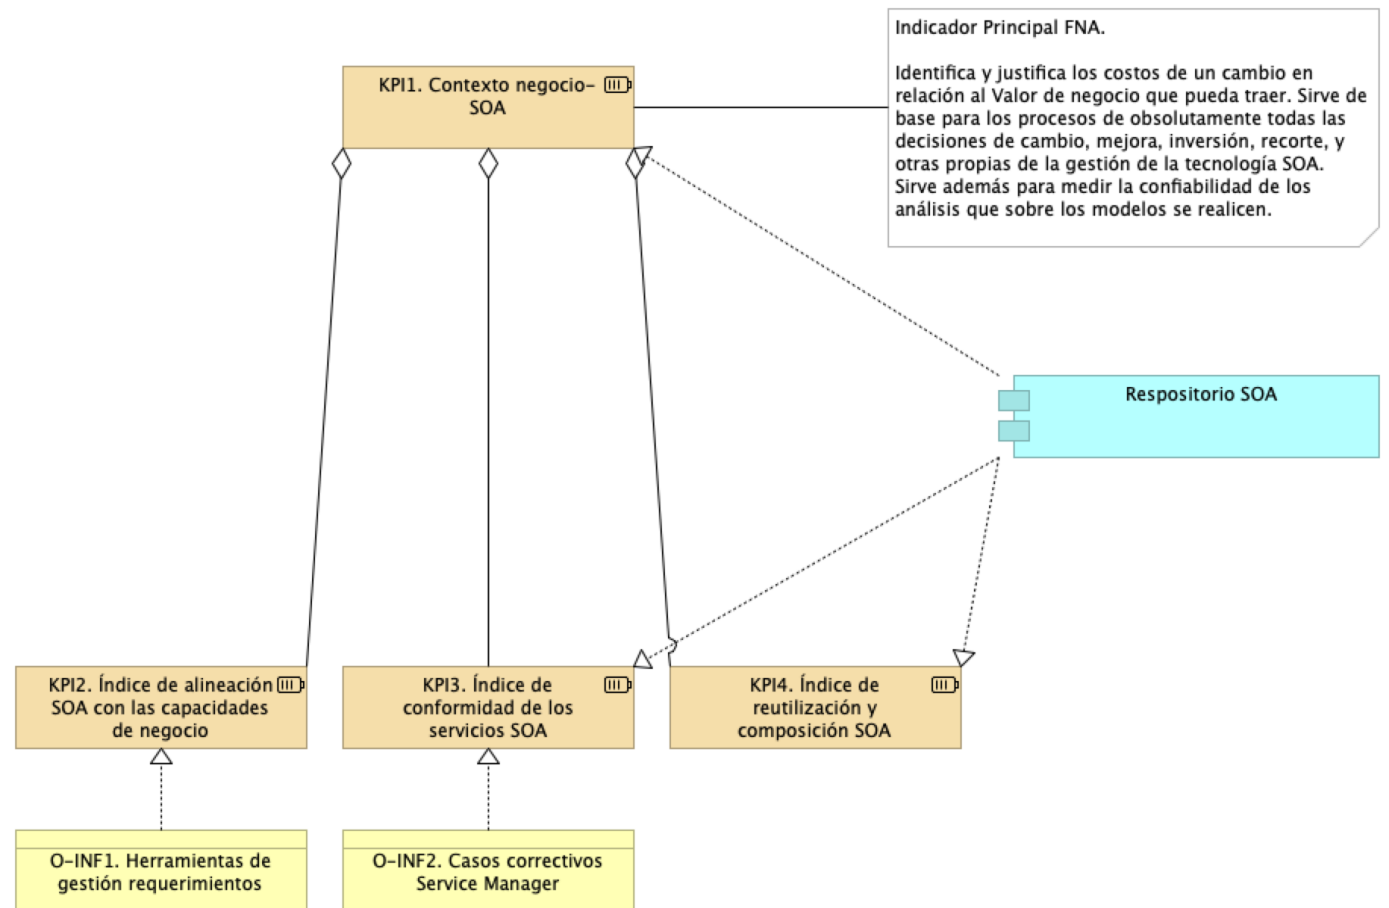 KPI1. Contexto negocio-
SOA
Indicador Principal FNA.
Identifica y justifica los costos de un cambio en
relación al Valor de negocio que pueda traer. Sirve de
base para los procesos de obsolutamente todas las
decisiones de cambio, mejora, inversión, recorte, y
otras propias de la gestión de la tecnología SOA.
Sirve además para medir la confiabilidad de los
análisis que sobre los modelos se realicen.
Respositorio SOA
KPI2. Índice de alineación
SOA con las capacidades
de negocio
KPI3. Índice de
conformidad de los
servicios SOA
KPI4. Índice de
reutilización y
composición SOA
O-INF1. Herramientas de
gestión requerimientos
O-INF2. Casos correctivos
Service Manager